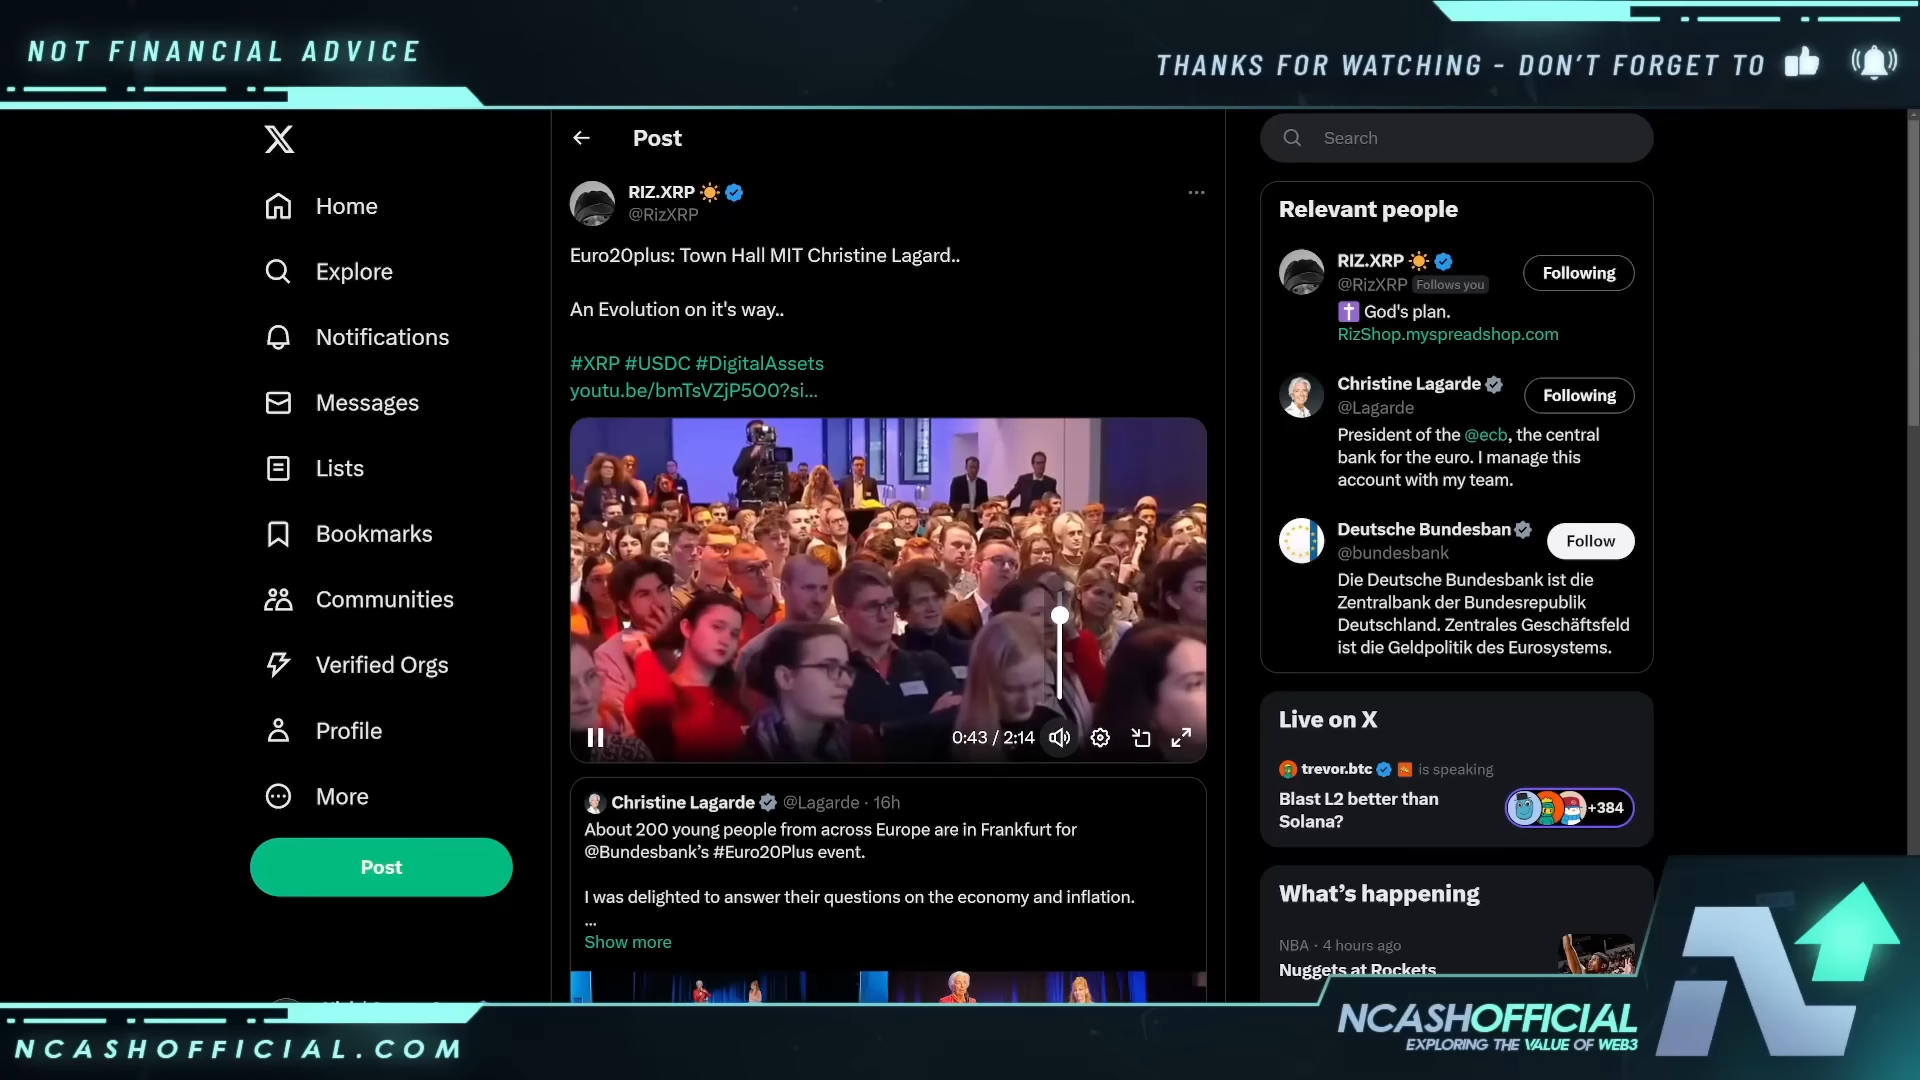 NOT FINANCIAL ADVICE
THANKS FOR WATCHING - DON'T FORGET TO
Home
Explore
Notifications
Messages
Lists
Bookmarks
Communities
Verified Orgs
Profile
More
Post
Post
RIZ.XRP
@RizXRP
Euro20plus: Town Hall MIT Christine Lagard..
An Evolution on it's way..
#XRP #USDC #DigitalAssets
youtu.be/bmTsVZjP5O0?si...
0:43 / 2:14
Christine Lagarde @Lagarde · 16h
About 200 young people from across Europe are in Frankfurt for
@Bundesbank's #Euro20Plus event.
I was delighted to answer their questions on the economy and inflation.
...
Show more
Search
Relevant people
RIZ.XRP
@RizXRP Follows you
Following
God's plan.
RizShop.myspreadshop.com
Christine Lagarde
@Lagarde
Following
President of the @ecb, the central
bank for the euro. I manage this
account with my team.
Deutsche Bundesban
@bundesbank
Follow
Die Deutsche Bundesbank ist die
Zentralbank der Bundesrepublik
Deutschland. Zentrales Geschäftsfeld
ist die Geldpolitik des Eurosystems.
Live on X
trevor.btc is speaking
Blast L2 better than
Solana?
+384
What's happening
NBA · 4 hours ago
Nuggets at Rockets
NCASHOFFICIAL.COM
NCASHOFFICIAL
EXPLORING THE VALUE OF WEB3